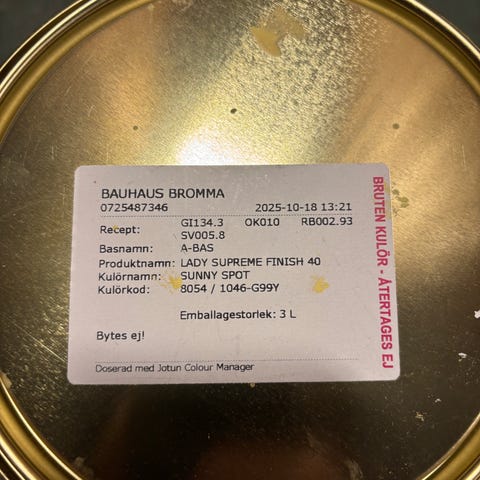 BAUHAUS BROMMA
0725487346 2025-10-18 13:21
Recept: GI134.3 OK010 RB002.93
SV005.8
Basnamn: A-BAS
Produktnamn: LADY SUPREME FINISH 40
Kulörnamn: SUNNY SPOT
Kulörkod: 8054 / 1046-G99Y
Emballagestorlek: 3 L
Bytes ej!
Doserad med Jotun Colour Manager
BRUTEN KULÖR - ÅTERTAGES EJ